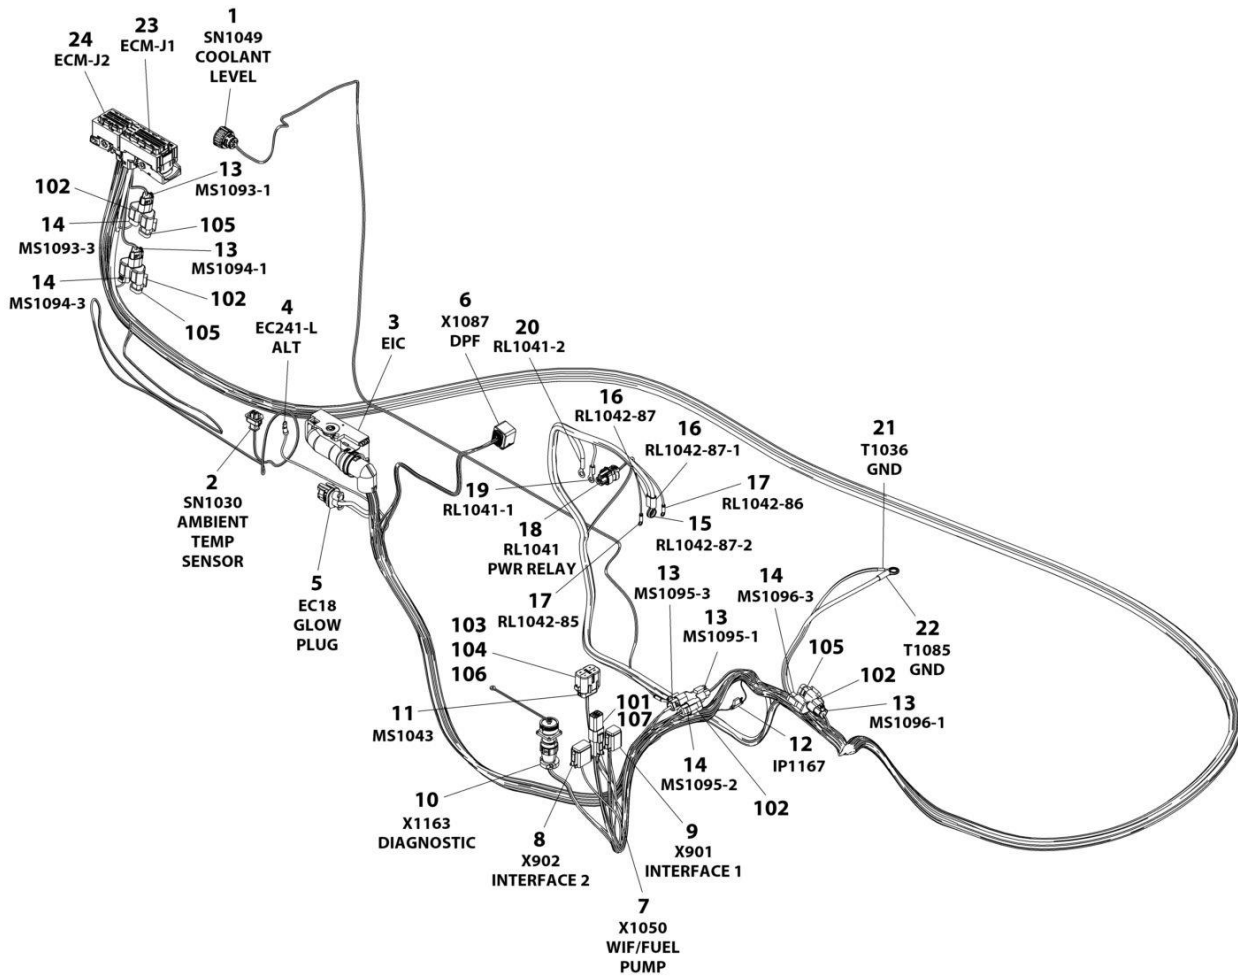 1
SN1049
COOLANT
LEVEL
23
ECM-J1
24
ECM-J2
13
MS1093-1
102
14
MS1093-3
105
13
MS1094-1
14
MS1094-3
102
105
4
EC241-L
ALT
3
EIC
6
X1087
DPF
20
RL1041-2
16
RL1042-87
16
RL1042-87-1
21
T1036
GND
17
RL1042-86
19
RL1041-1
18
RL1041
PWR RELAY
15
RL1042-87-2
2
SN1030
AMBIENT
TEMP
SENSOR
5
EC18
GLOW
PLUG
17
RL1042-85
13
MS1095-3
13
MS1095-1
14
MS1096-3
22
T1085
GND
105
102
13
MS1096-1
103
104
106
11
MS1043
101
107
12
IP1167
14
MS1095-2
102
10
X1163
DIAGNOSTIC
8
X902
INTERFACE 2
9
X901
INTERFACE 1
7
X1050
WIF/FUEL
PUMP